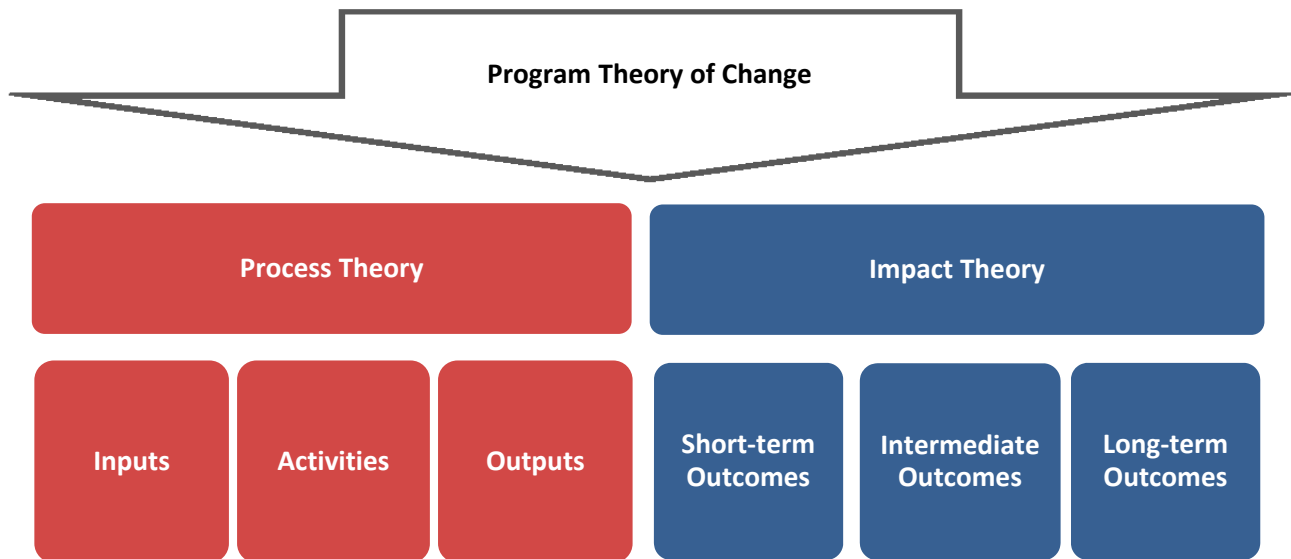 Program Theory of Change
Process Theory
Impact Theory
Inputs
Activities
Outputs
Short-term
Outcomes
Intermediate
Outcomes
Long-term
Outcomes